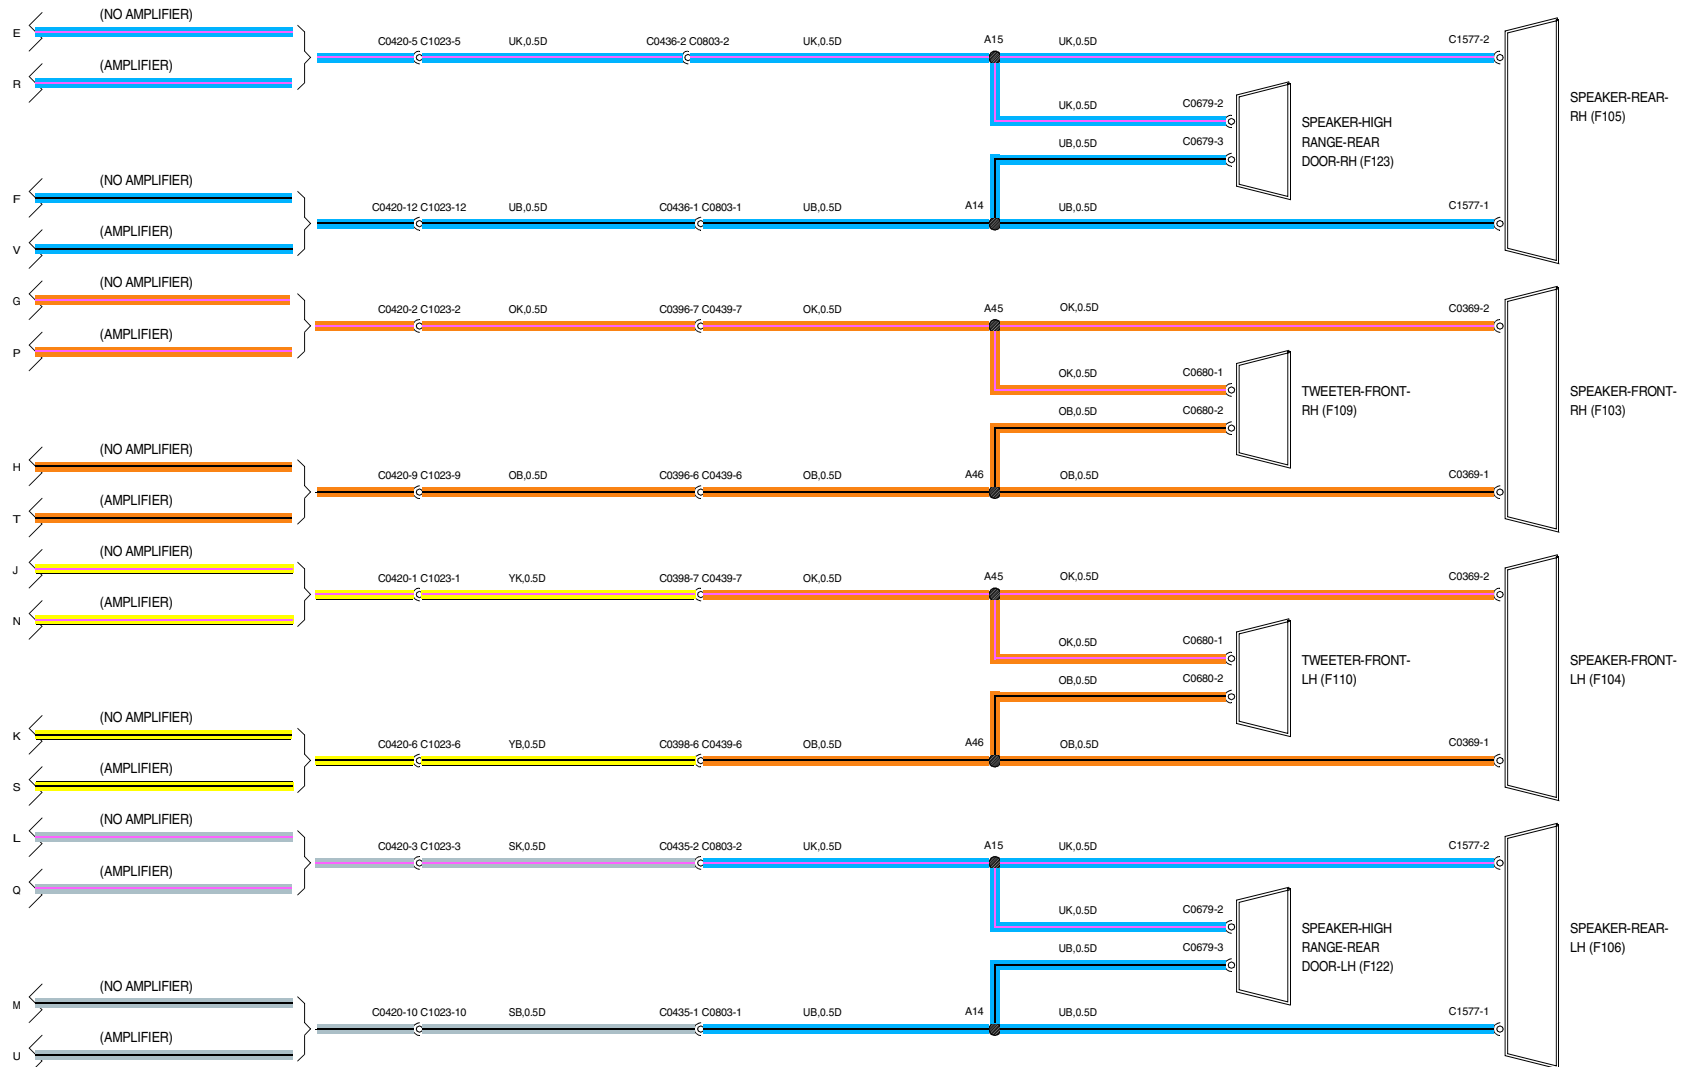 (NO AMPLIFIER)
E
C0420-5 C1023-5 UK,0.5D C0436-2 C0803-2 UK,0.5D A15 UK,0.5D C1577-2
(AMPLIFIER)
R
UK,0.5D C0679-2
SPEAKER-REAR-
RH (F105)
SPEAKER-HIGH
RANGE-REAR
DOOR-RH (F123)
UB,0.5D C0679-3
(NO AMPLIFIER)
F
C0420-12 C1023-12 UB,0.5D C0436-1 C0803-1 UB,0.5D A14 UB,0.5D C1577-1
(AMPLIFIER)
V
(NO AMPLIFIER)
G
C0420-2 C1023-2 OK,0.5D C0396-7 C0439-7 OK,0.5D A45 OK,0.5D C0369-2
(AMPLIFIER)
P
OK,0.5D C0680-1
TWEETER-FRONT-
RH (F109)
SPEAKER-FRONT-
RH (F103)
OB,0.5D C0680-2
(NO AMPLIFIER)
H
C0420-9 C1023-9 OB,0.5D C0396-6 C0439-6 OB,0.5D A46 OB,0.5D C0369-1
(AMPLIFIER)
T
(NO AMPLIFIER)
J
C0420-1 C1023-1 YK,0.5D C0398-7 C0439-7 OK,0.5D A45 OK,0.5D C0369-2
(AMPLIFIER)
N
OK,0.5D C0680-1
TWEETER-FRONT-
LH (F110)
SPEAKER-FRONT-
LH (F104)
OB,0.5D C0680-2
(NO AMPLIFIER)
K
C0420-6 C1023-6 YB,0.5D C0398-6 C0439-6 OB,0.5D A46 OB,0.5D C0369-1
(AMPLIFIER)
S
(NO AMPLIFIER)
L
C0420-3 C1023-3 SK,0.5D C0435-2 C0803-2 UK,0.5D A15 UK,0.5D C1577-2
(AMPLIFIER)
Q
UK,0.5D C0679-2
SPEAKER-HIGH
RANGE-REAR
DOOR-LH (F122)
SPEAKER-REAR-
LH (F106)
UB,0.5D C0679-3
(NO AMPLIFIER)
M
C0420-10 C1023-10 SB,0.5D C0435-1 C0803-1 UB,0.5D A14 UB,0.5D C1577-1
(AMPLIFIER)
U